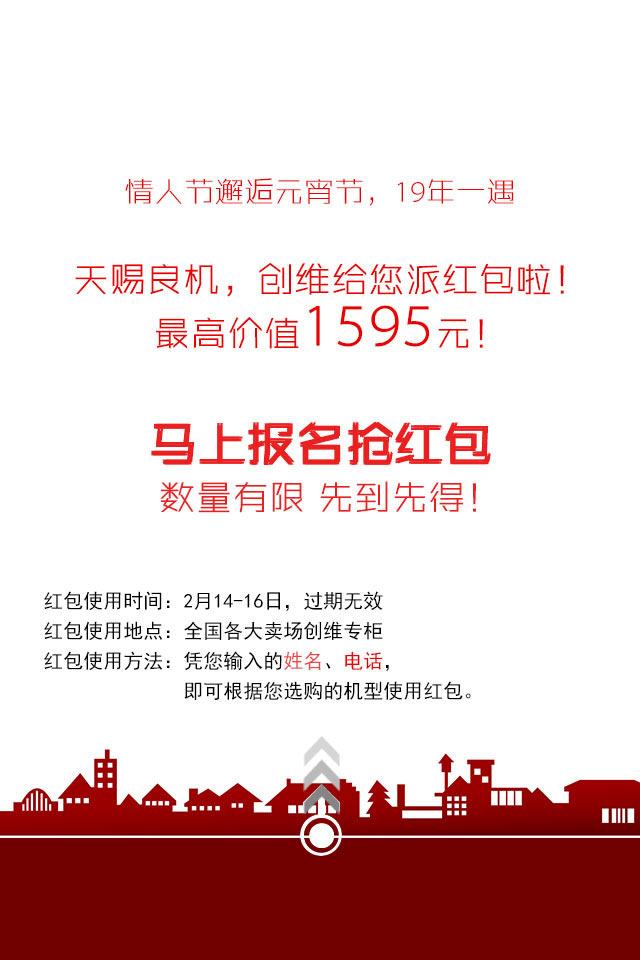 情人节邂逅元宵节，19年一遇
天赐良机，创维给您派红包啦！
最高价值1595元！
马上报名抢红包
数量有限 先到先得！
红包使用时间：2月14-16日，过期无效
红包使用地点：全国各大卖场创维专柜
红包使用方法：凭您输入的姓名、电话，
即可根据您选购的机型使用红包。